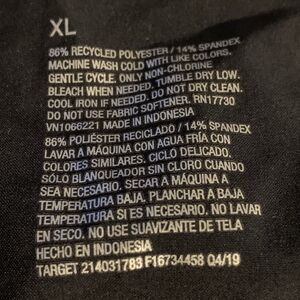 XL
86% RECYCLED POLYESTER / 14% SPANDEX
MACHINE WASH COLD WITH LIKE COLORS,
GENTLE CYCLE. ONLY NON-CHLORINE
BLEACH WHEN NEEDED. TUMBLE DRY LOW.
COOL IRON IF NEEDED. DO NOT DRY CLEAN.
DO NOT USE FABRIC SOFTENER. RN17730
VN1066221 MADE IN INDONESIA
86% POLIÉSTER RECICLADO / 14% SPANDEX
LAVAR A MÁQUINA CON AGUA FRÍA CON
COLORES SIMILARES. CICLO DELICADO.
SÓLO BLANQUEADOR SIN CLORO CUANDO
SEA NECESARIO. SECAR A MÁQUINA A
TEMPERATURA BAJA. PLANCHAR A BAJA
TEMPERATURA SI ES NECESARIO. NO LAVAR
EN SECO. NO USE SUAVIZANTE DE TELA
HECHO EN INDONESIA
TARGET 214031783 F16734458 Q4/19